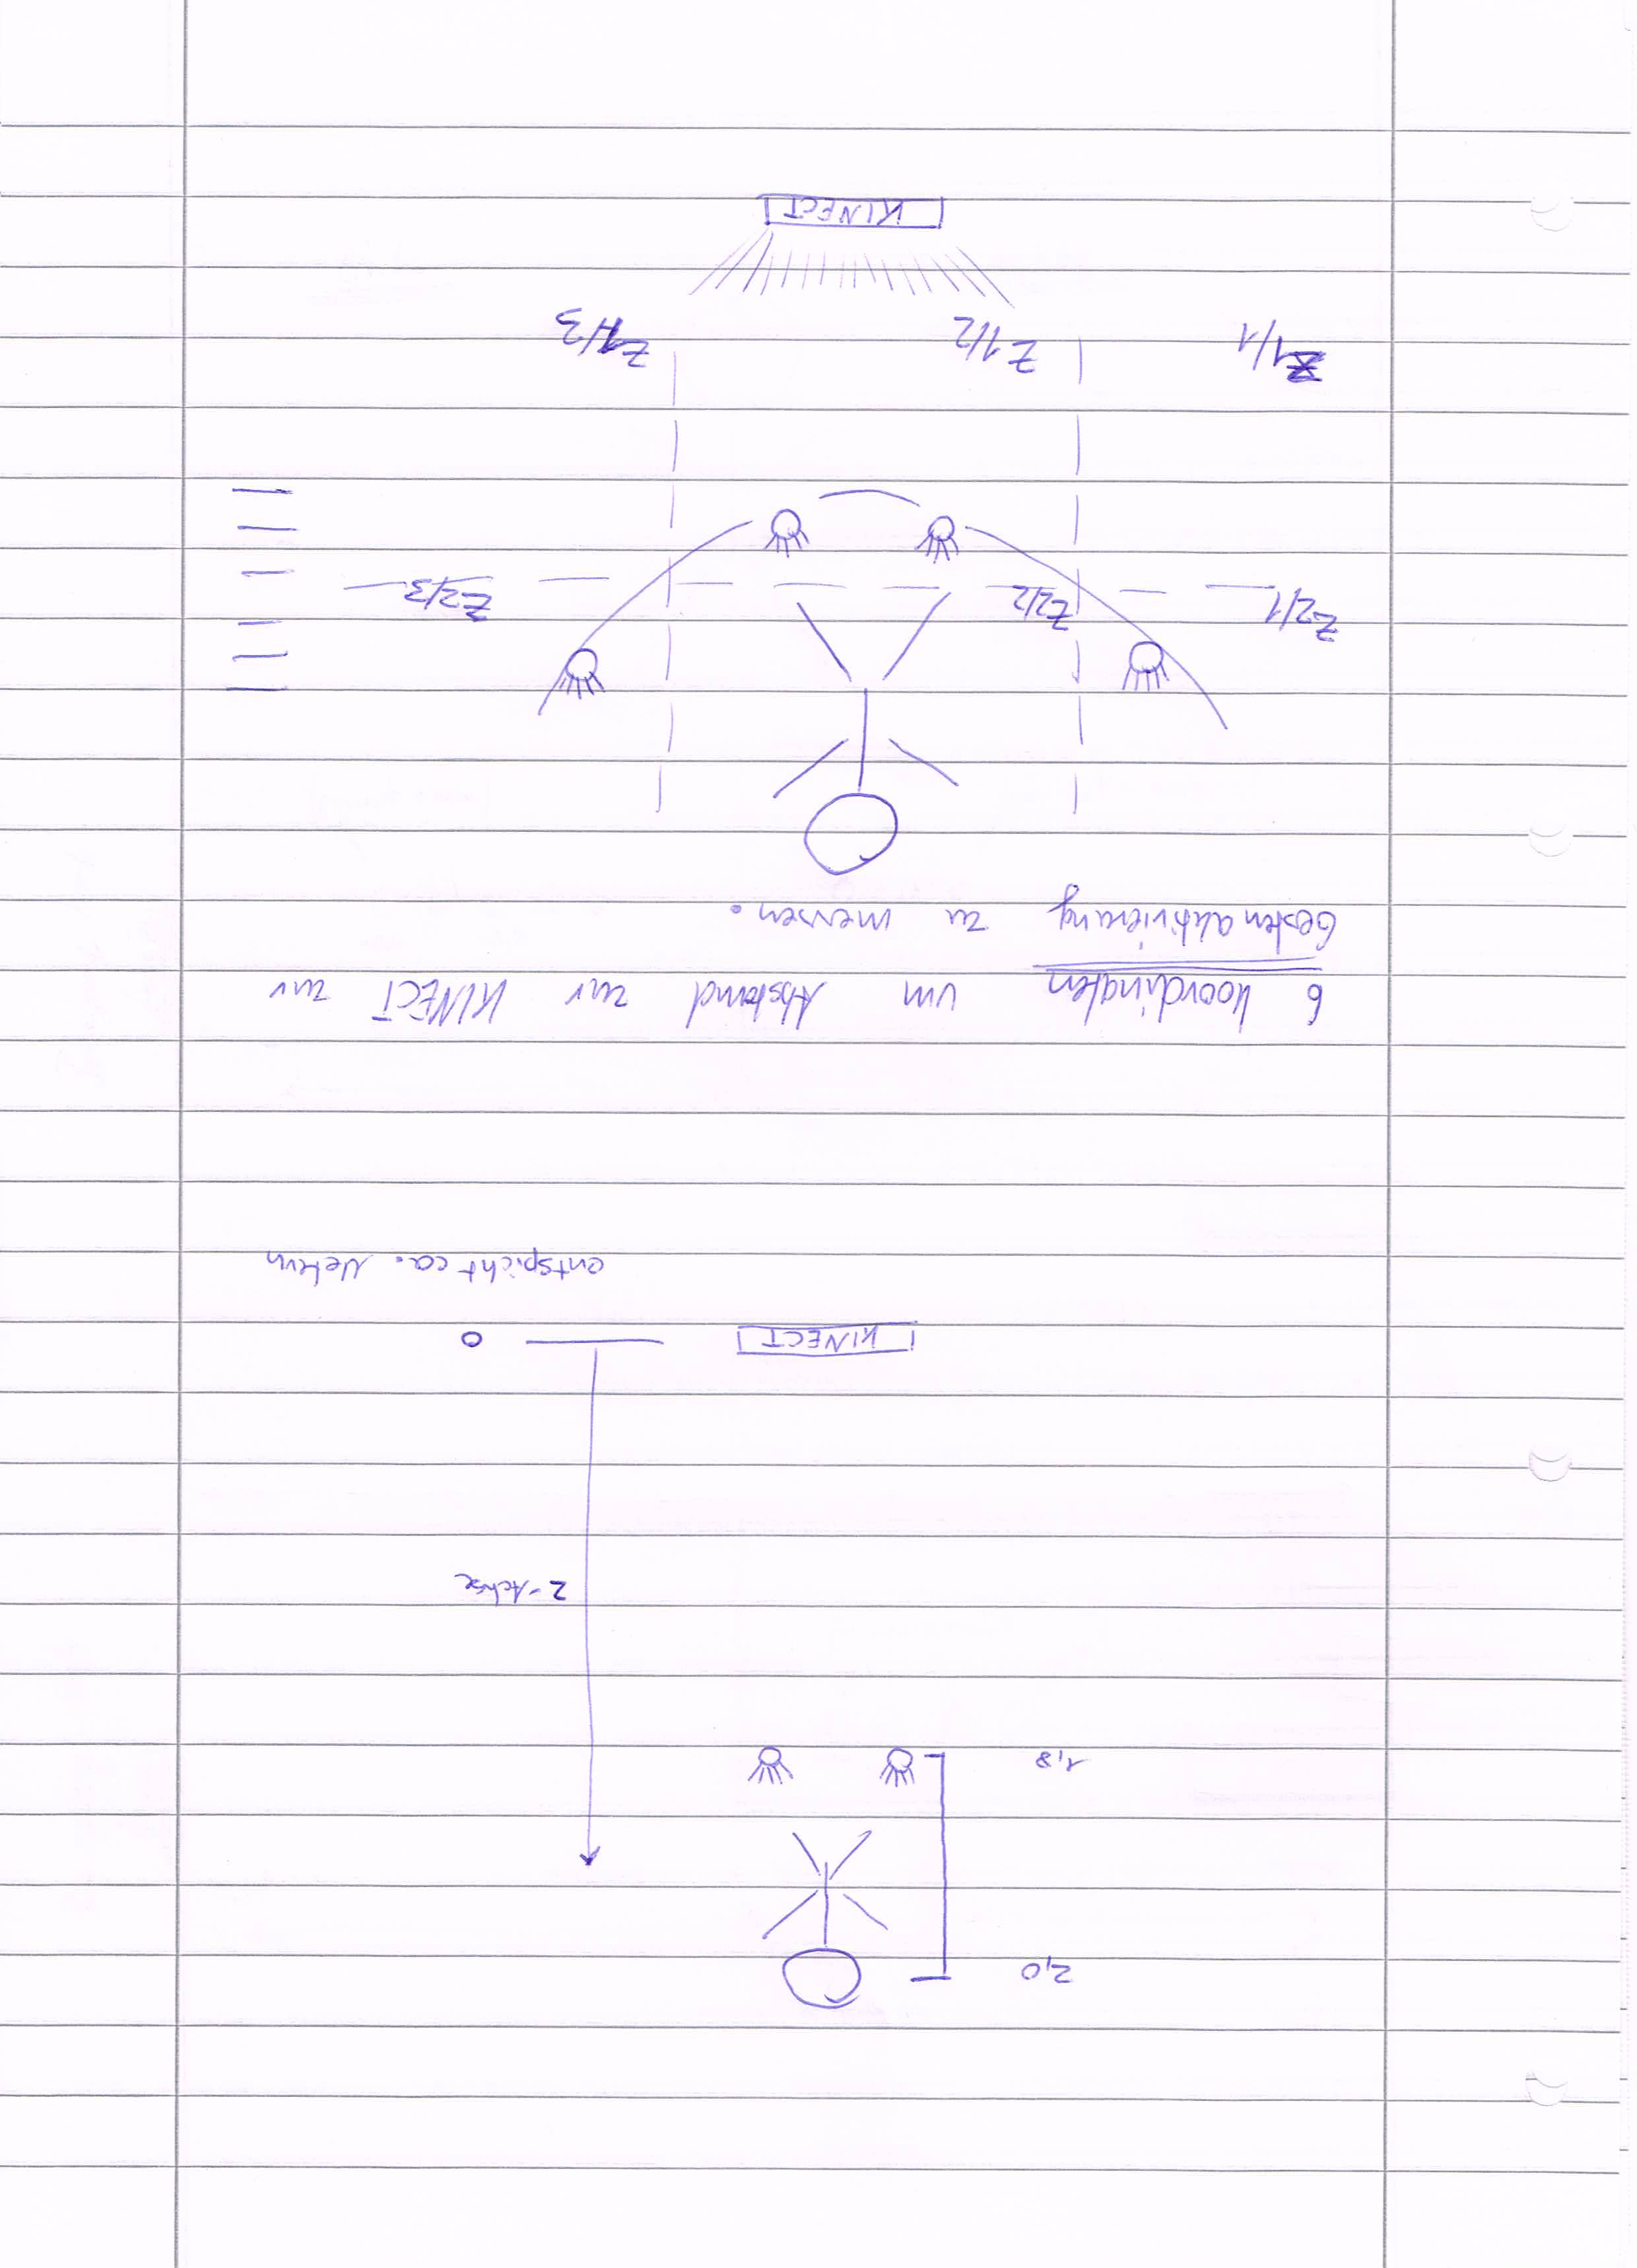 2,0
1,8
Z-Achse
KINECT 0
entspicht ca. Metern
6 Koordinaten um Abstand zur KINECT zur
Gestenaktivierung zu messen.
Z2/1 Z2/2 Z2/3
Z1/1 Z1/2 Z1/3
KINECT